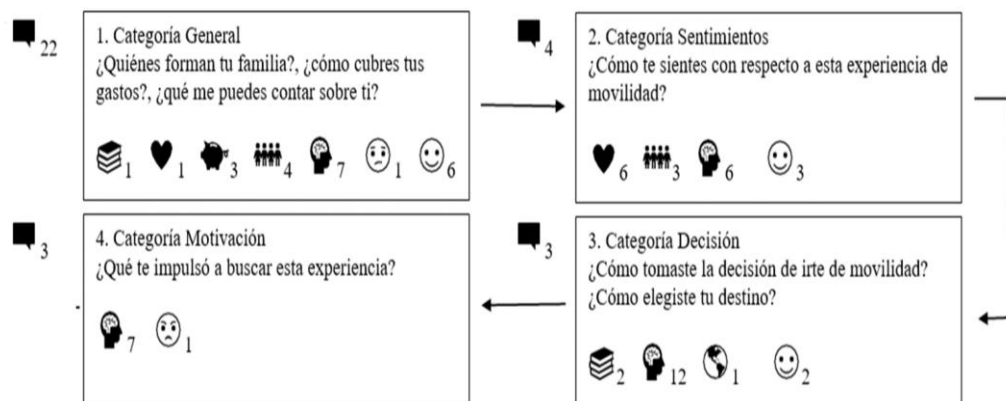 22
1. Categoría General
¿Quiénes forman tu familia?, ¿cómo cubres tus
gastos?, ¿qué me puedes contar sobre ti?
1 1 3 4 7 1 6
4
2. Categoría Sentimientos
¿Cómo te sientes con respecto a esta experiencia de
movilidad?
6 3 6 3
3
3. Categoría Decisión
¿Cómo tomaste la decisión de irte de movilidad?
¿Cómo elegiste tu destino?
2 12 1 2
3
4. Categoría Motivación
¿Qué te impulsó a buscar esta experiencia?
7 1